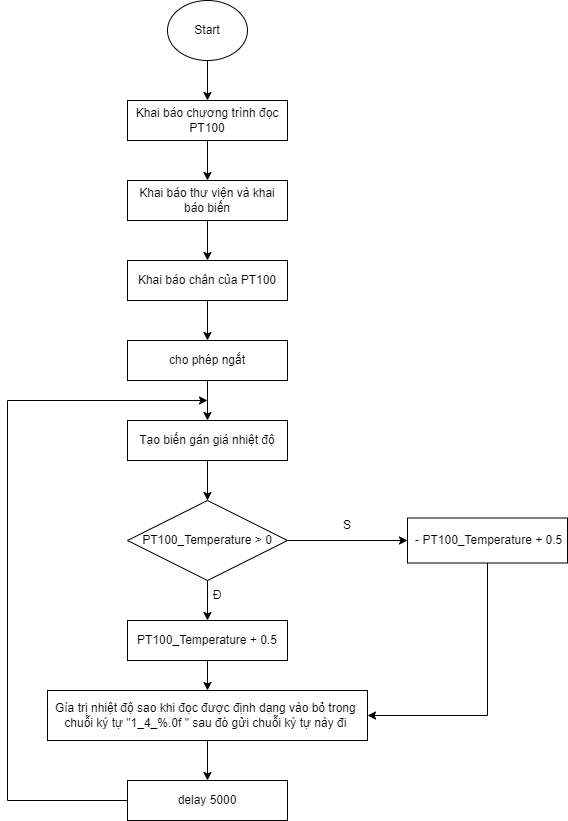 Start
Khai báo chương trình đọc
PT100
Khai báo thư viện và khai
báo biến
Khai báo chân của PT100
cho phép ngắt
Tạo biến gán giá nhiệt độ
PT100_Temperature > 0
S
- PT100_Temperature + 0.5
Đ
PT100_Temperature + 0.5
Gía trị nhiệt độ sao khi đọc được định dạng vào bỏ trong
chuỗi ký tự "1_4_%.0f " sau đó gửi chuỗi ký tự này đi
delay 5000